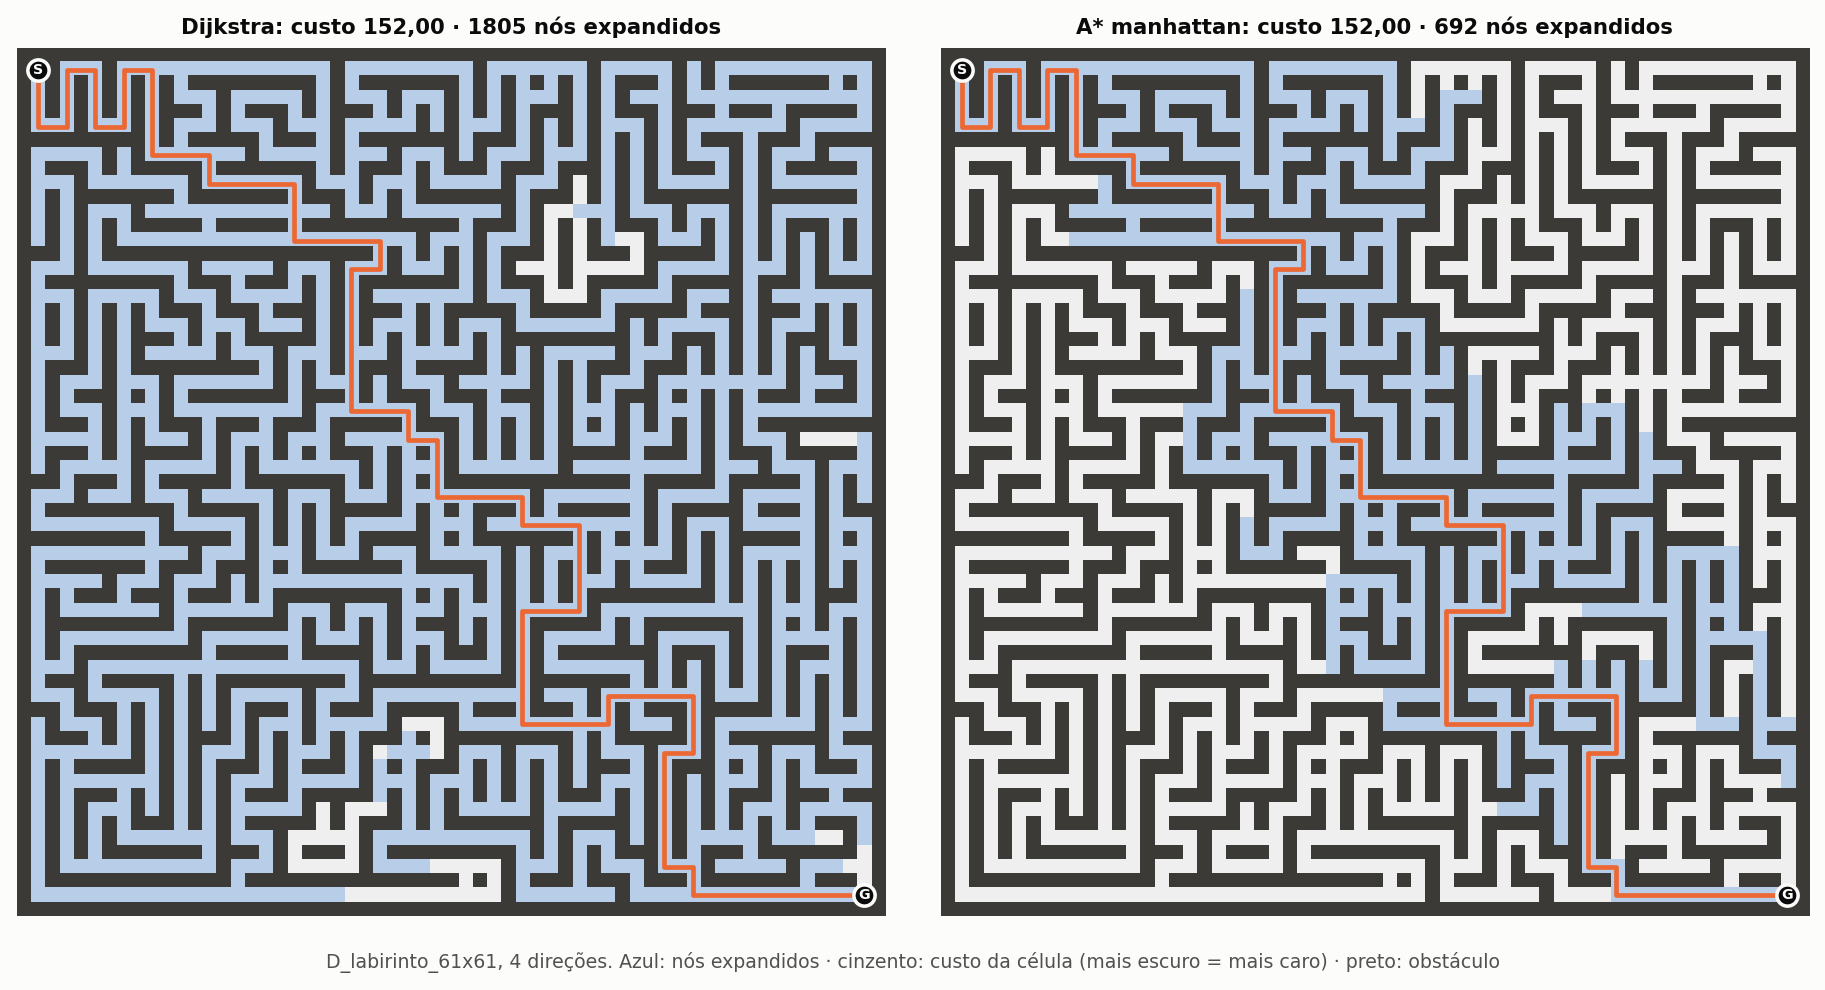 Dijkstra: custo 152,00 · 1805 nós expandidos
A* manhattan: custo 152,00 · 692 nós expandidos
S
S
G
G
D_labirinto_61x61, 4 direções. Azul: nós expandidos · cinzento: custo da célula (mais escuro = mais caro) · preto: obstáculo